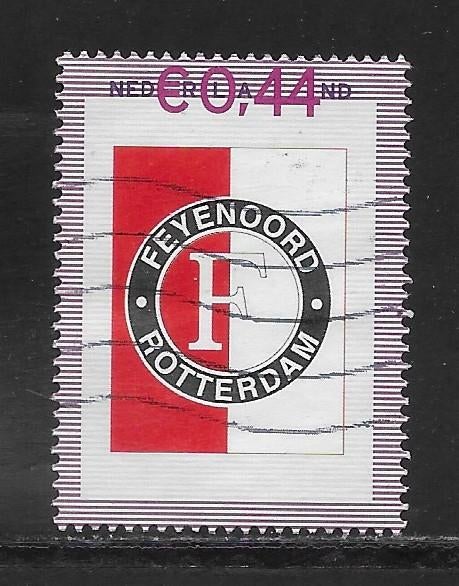 NEDERLAND
€0,44
FEYENOORD
F
ROTTERDAM